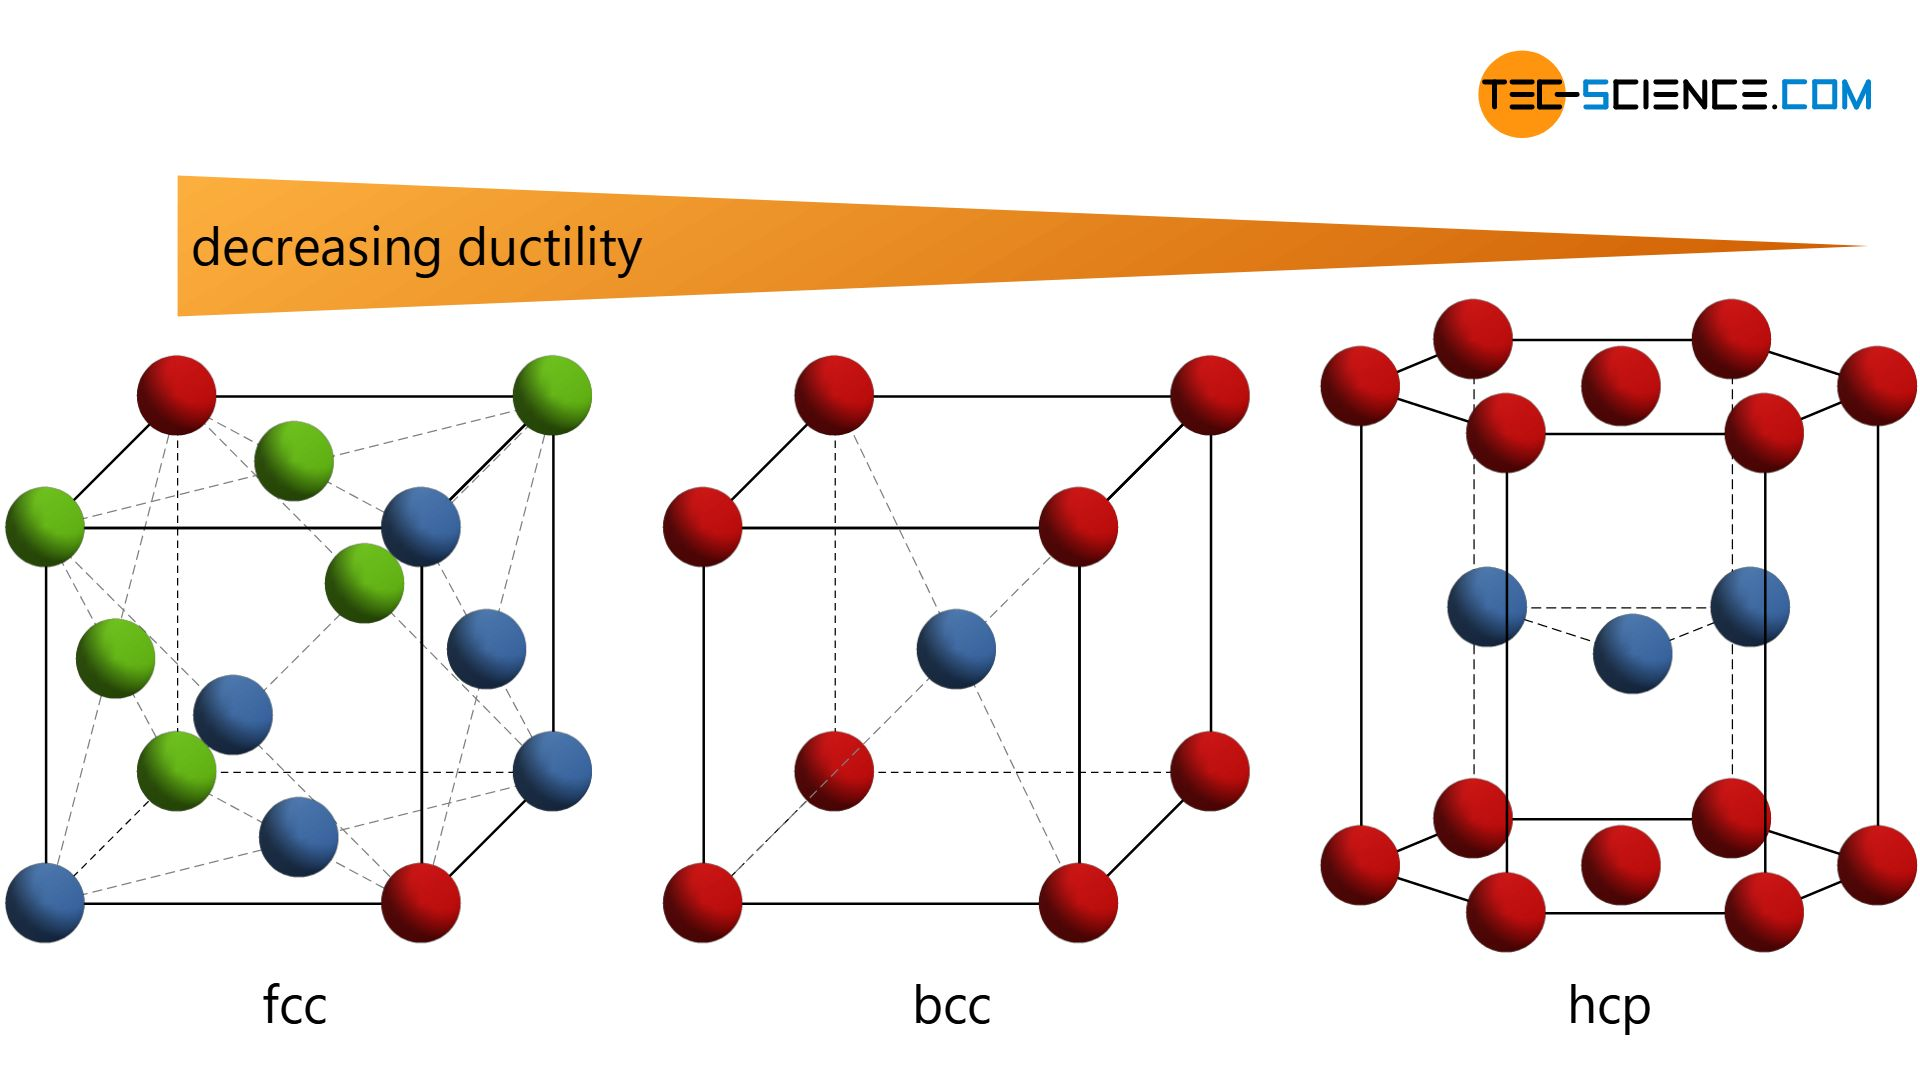 TEC-SCIENCE.COM
decreasing ductility
fcc
bcc
hcp